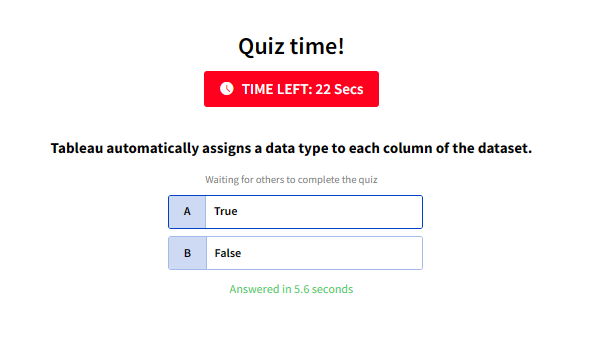 Quiz time!
TIME LEFT: 22 Secs
Tableau automatically assigns a data type to each column of the dataset.
Waiting for others to complete the quiz
A True
B False
Answered in 5.6 seconds